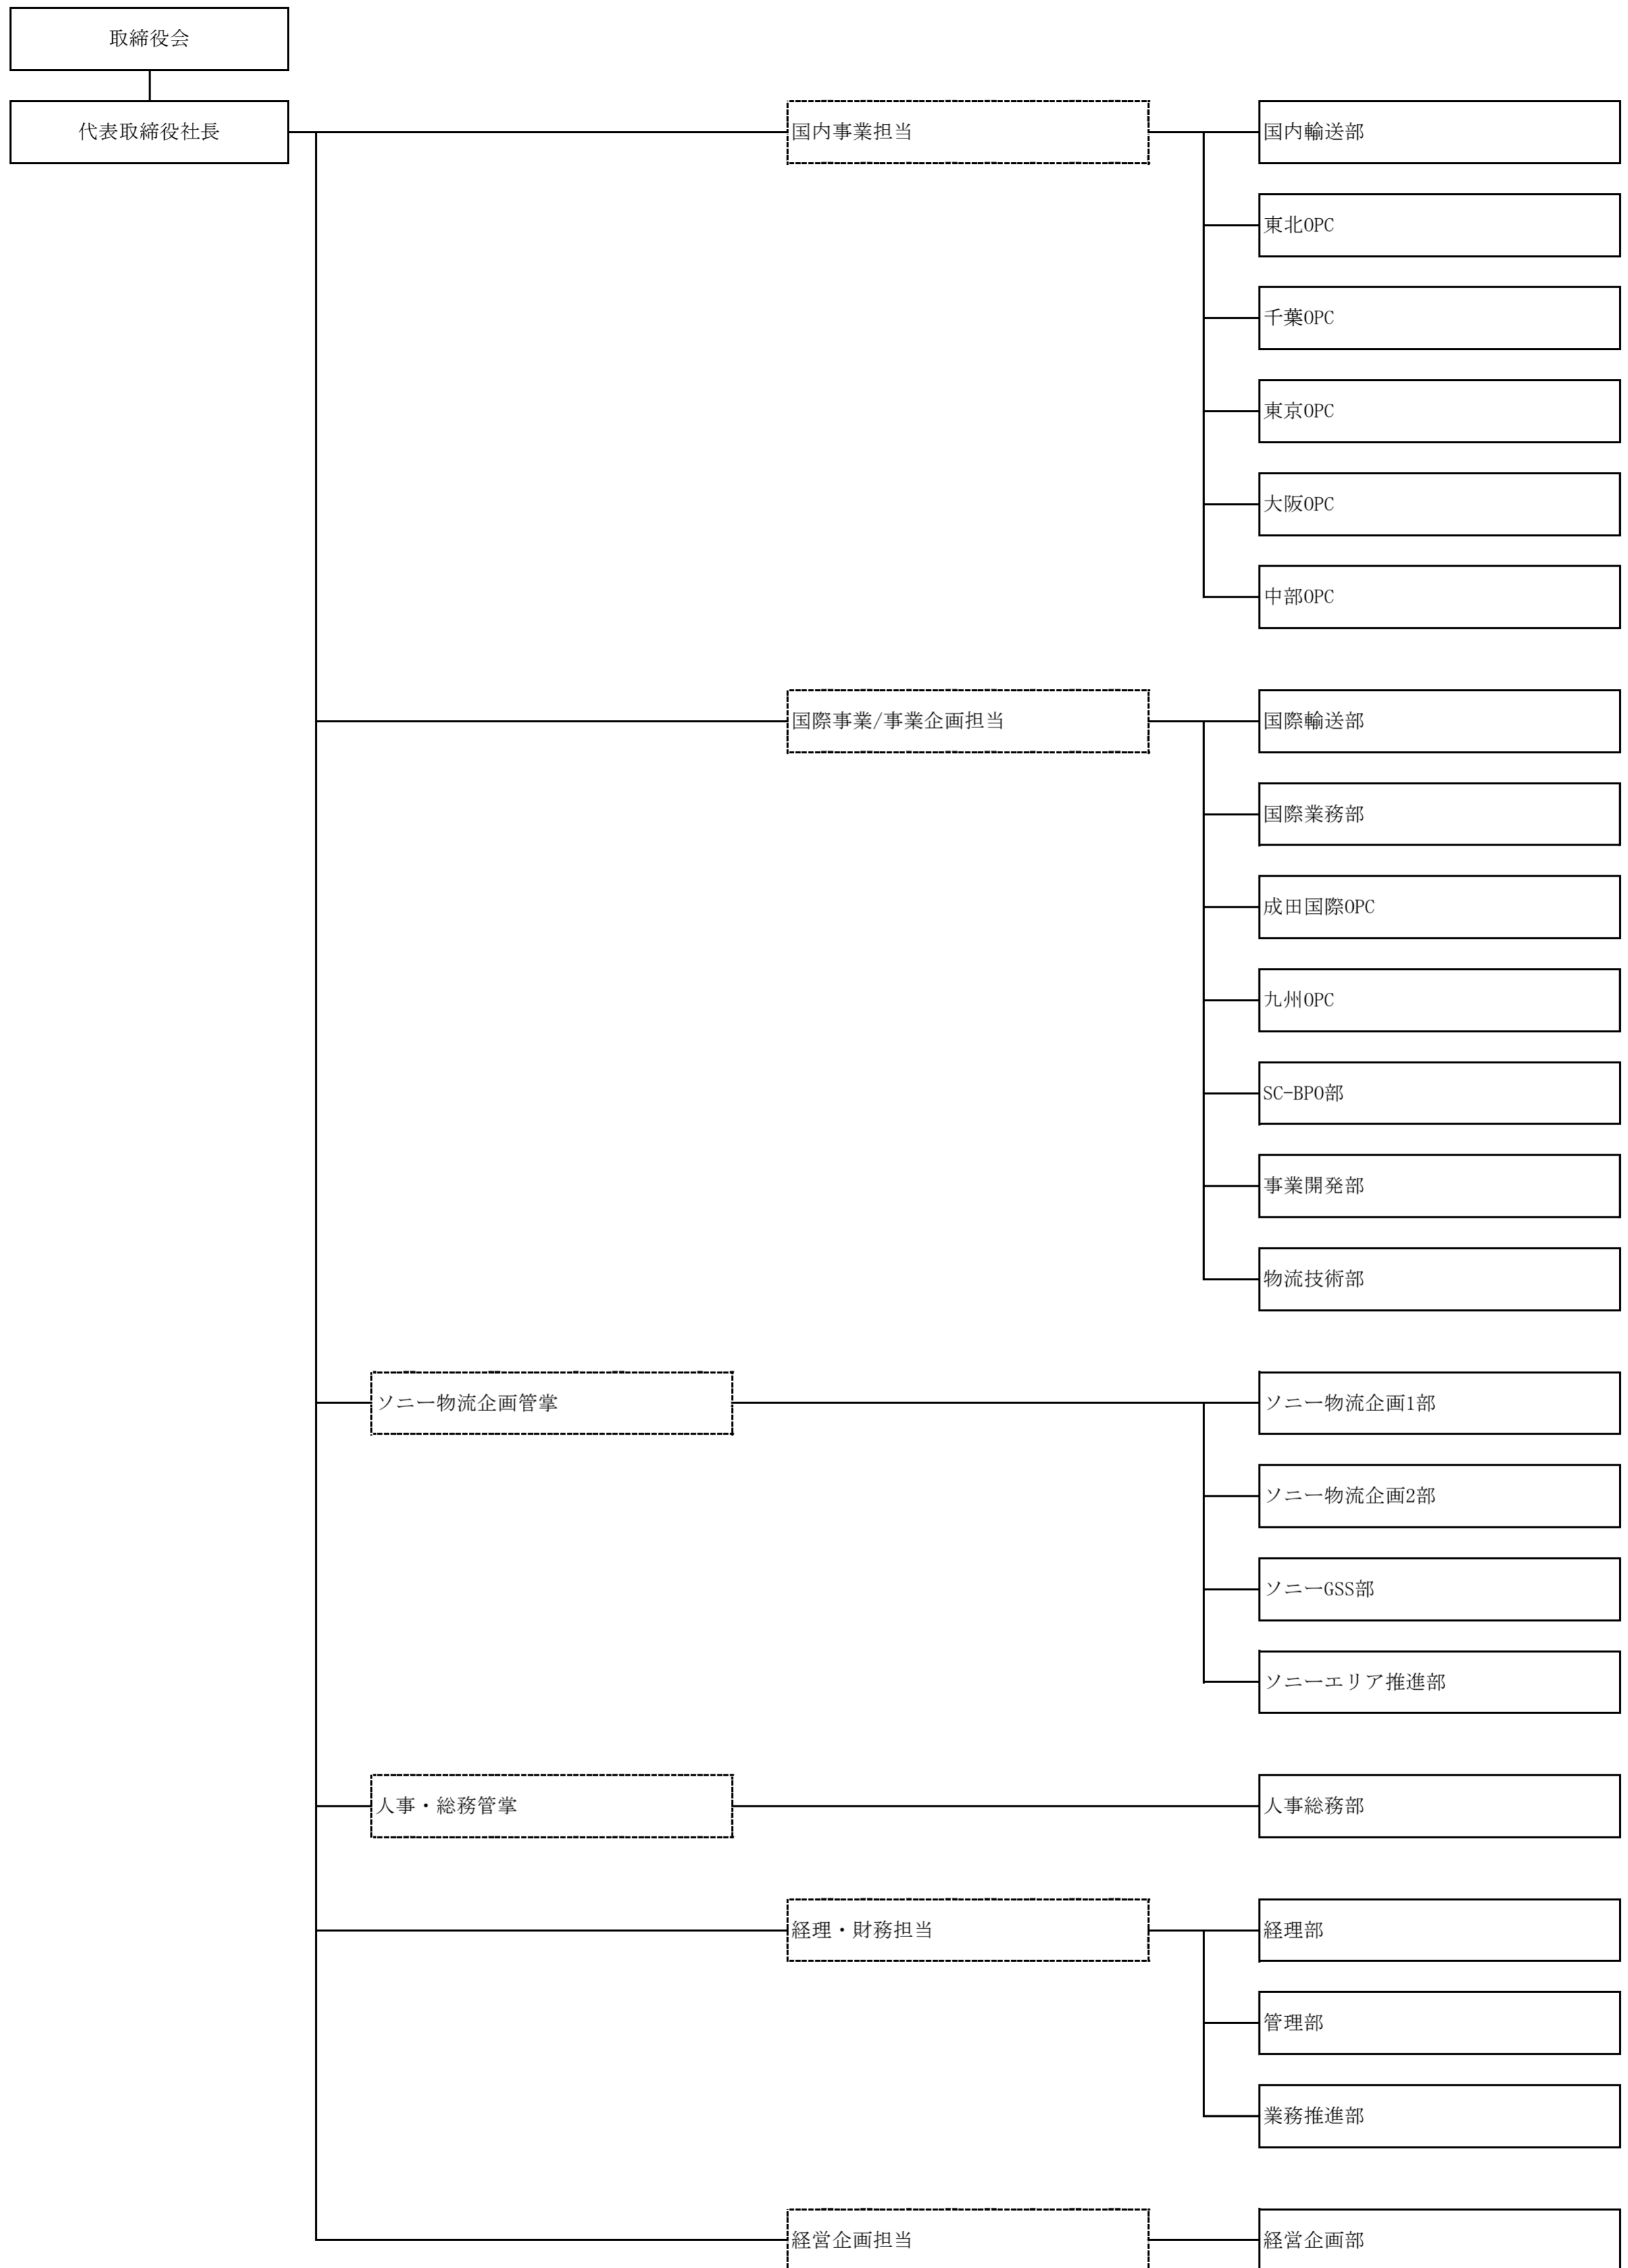 取締役会
代表取締役社長
国内事業担当
国内輸送部
東北OPC
千葉OPC
東京OPC
大阪OPC
中部OPC
国際事業/事業企画担当
国際輸送部
国際業務部
成田国際OPC
九州OPC
SC-BPO部
事業開発部
物流技術部
ソニー物流企画管掌
ソニー物流企画1部
ソニー物流企画2部
ソニーGSS部
ソニーエリア推進部
人事・総務管掌
人事総務部
経理・財務担当
経理部
管理部
業務推進部
経営企画担当
経営企画部